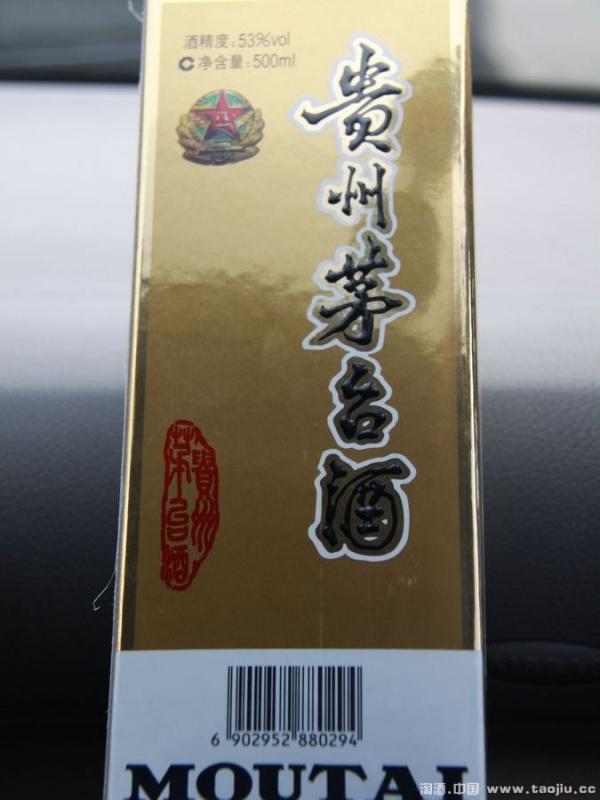 酒精度:53%vol
净含量:500ml
贵州茅台酒
贵州
茅台酒
6 902952 880294
MOUTAI
淘酒.中国 www.taojiu.cc